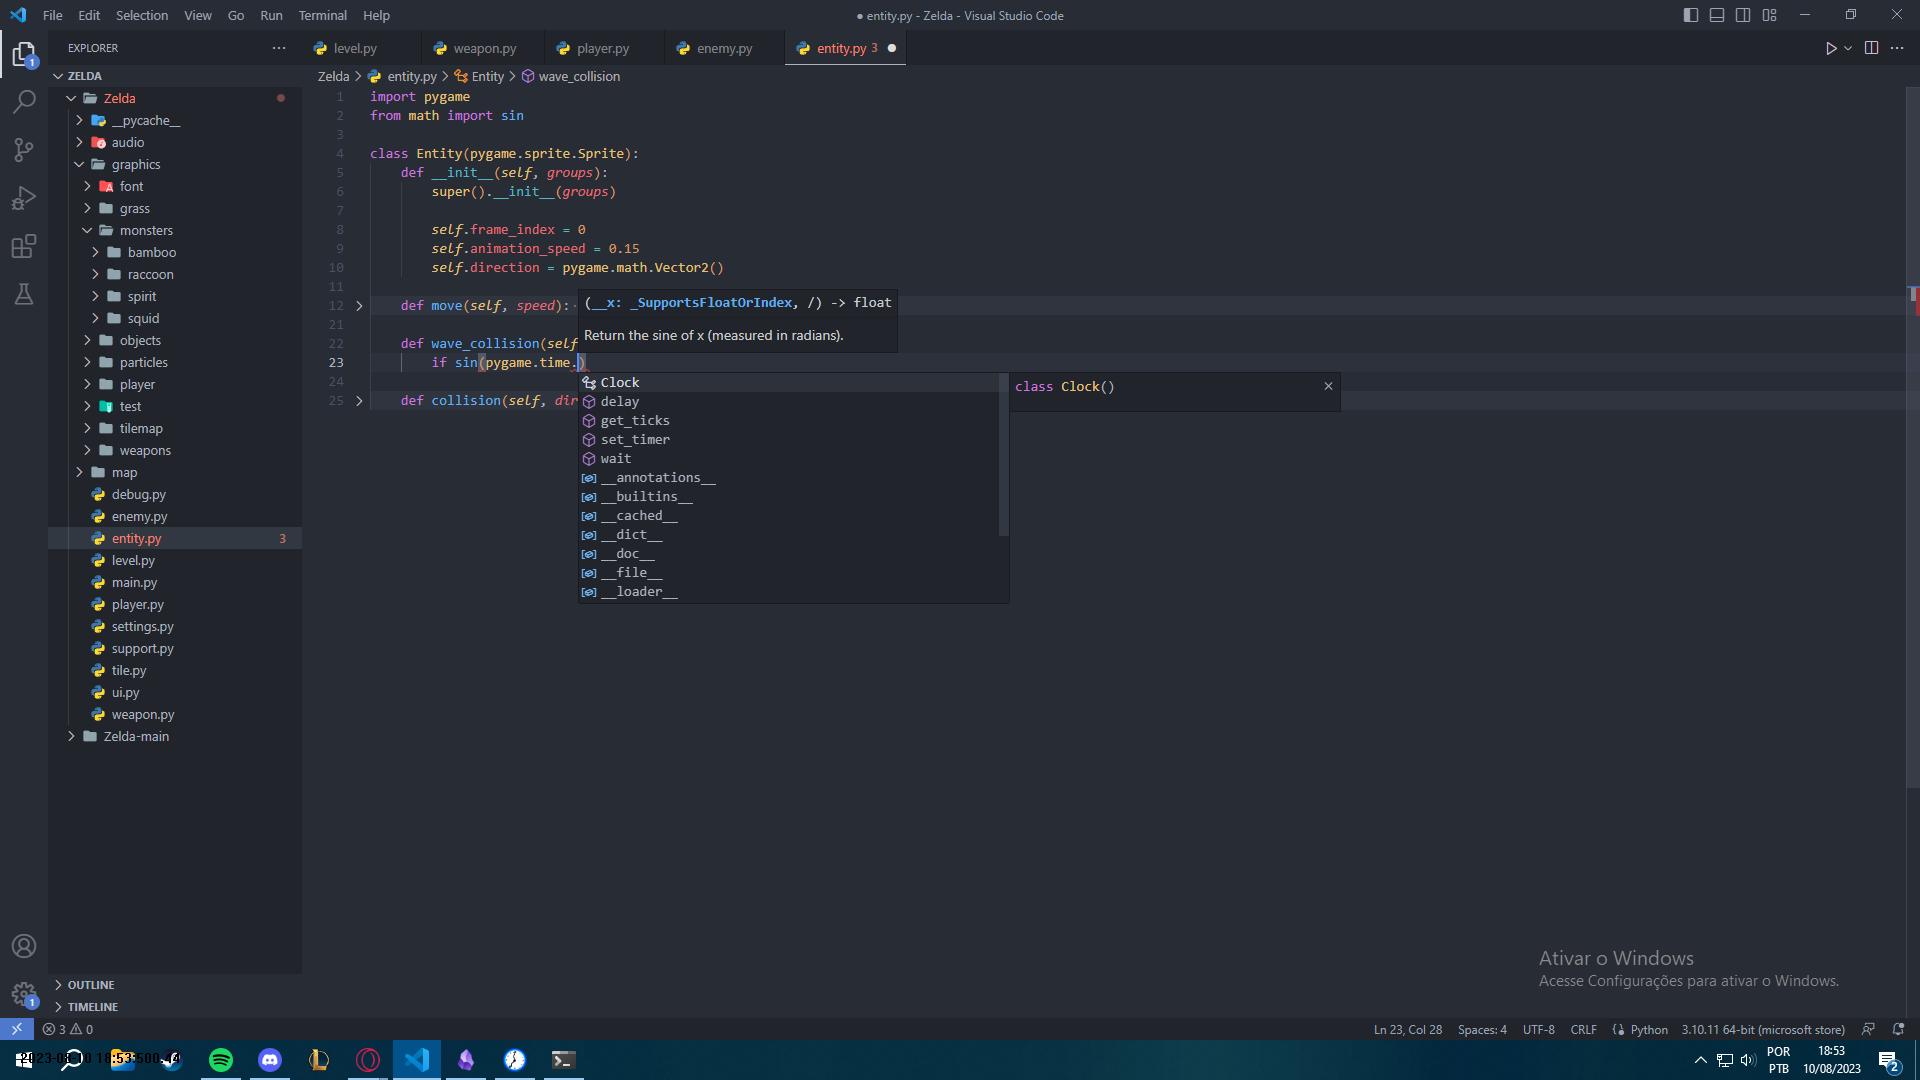 File Edit Selection View Go Run Terminal Help
● entity.py - Zelda - Visual Studio Code
EXPLORER
level.py weapon.py player.py enemy.py entity.py 3
ZELDA
Zelda > entity.py > Entity > wave_collision
Zelda
__pycache__
audio
graphics
font
grass
monsters
bamboo
raccoon
spirit
squid
objects
particles
player
test
tilemap
weapons
map
debug.py
enemy.py
entity.py 3
level.py
main.py
player.py
settings.py
support.py
tile.py
ui.py
weapon.py
Zelda-main
OUTLINE
TIMELINE
1 import pygame
2 from math import sin
3
4 class Entity(pygame.sprite.Sprite):
5 def __init__(self, groups):
6 super().__init__(groups)
7
8 self.frame_index = 0
9 self.animation_speed = 0.15
10 self.direction = pygame.math.Vector2()
11
12 def move(self, speed):
21
22 def wave_collision(self
23 if sin(pygame.time.)
24
25 def collision(self, dir
(__x: _SupportsFloatOrIndex, /) -> float
Return the sine of x (measured in radians).
Clock
delay
get_ticks
set_timer
wait
__annotations__
__builtins__
__cached__
__dict__
__doc__
__file__
__loader__
class Clock()
Ativar o Windows
Acesse Configurações para ativar o Windows.
3 0
Ln 23, Col 28 Spaces: 4 UTF-8 CRLF Python 3.10.11 64-bit (microsoft store)
POR
PTB
18:53
10/08/2023
2